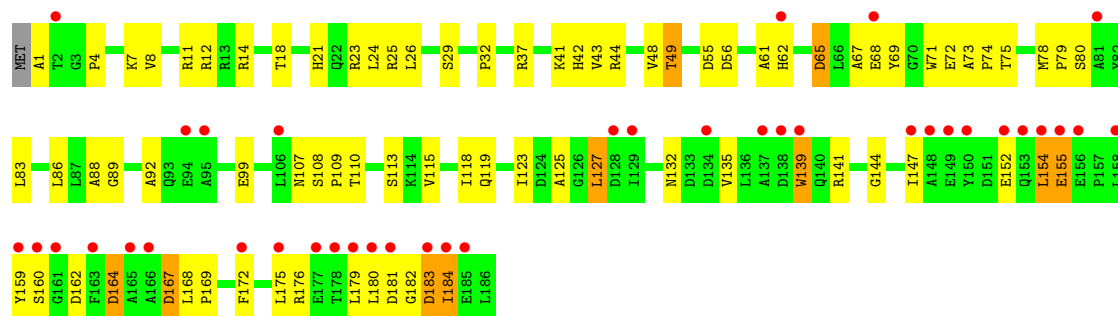 MET A1 T2 G3 P4 K7 V8 R11 R12 R13 R14 T18 H21 Q22 R23 L24 R25 L26 S29 P32 R37 K41 H42 V43 R44 V48 T49 D55 D56 A61 H62 D65 L66 A67 E68 Y69 G70 W71 E72 A73 P74 T75 M78 P79 S80 A81 Y82
L83 L86 L87 A88 G89 A92 Q93 E94 A95 E99 L106 N107 S108 P109 T110 S113 K114 V115 I118 Q119 I123 D124 A125 G126 L127 D128 I129 N132 D133 D134 V135 L136 A137 D138 W139 Q140 R141 G144 I147 A148 E149 Y150 D151 E152 Q153 L154 E155 E156 P157 L158
Y159 S160 G161 D162 F163 D164 A165 A166 D167 L168 P169 F172 L175 R176 E177 T178 L179 L180 D181 G182 D183 I184 E185 L186